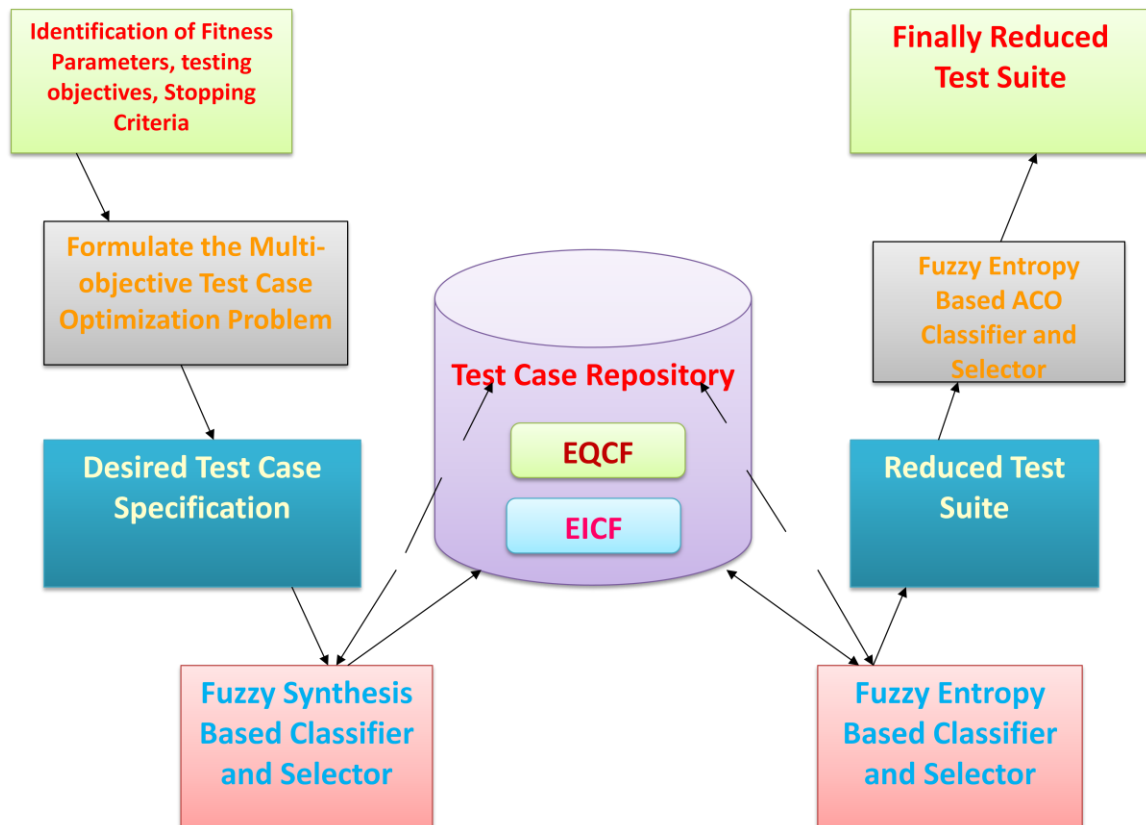 Identification of Fitness
Parameters, testing
objectives, Stopping
Criteria
Formulate the Multi-
objective Test Case
Optimization Problem
Desired Test Case
Specification
Fuzzy Synthesis
Based Classifier
and Selector
Test Case Repository
EQCF
EICF
Fuzzy Entropy
Based Classifier
and Selector
Reduced Test
Suite
Fuzzy Entropy
Based ACO
Classifier and
Selector
Finally Reduced
Test Suite